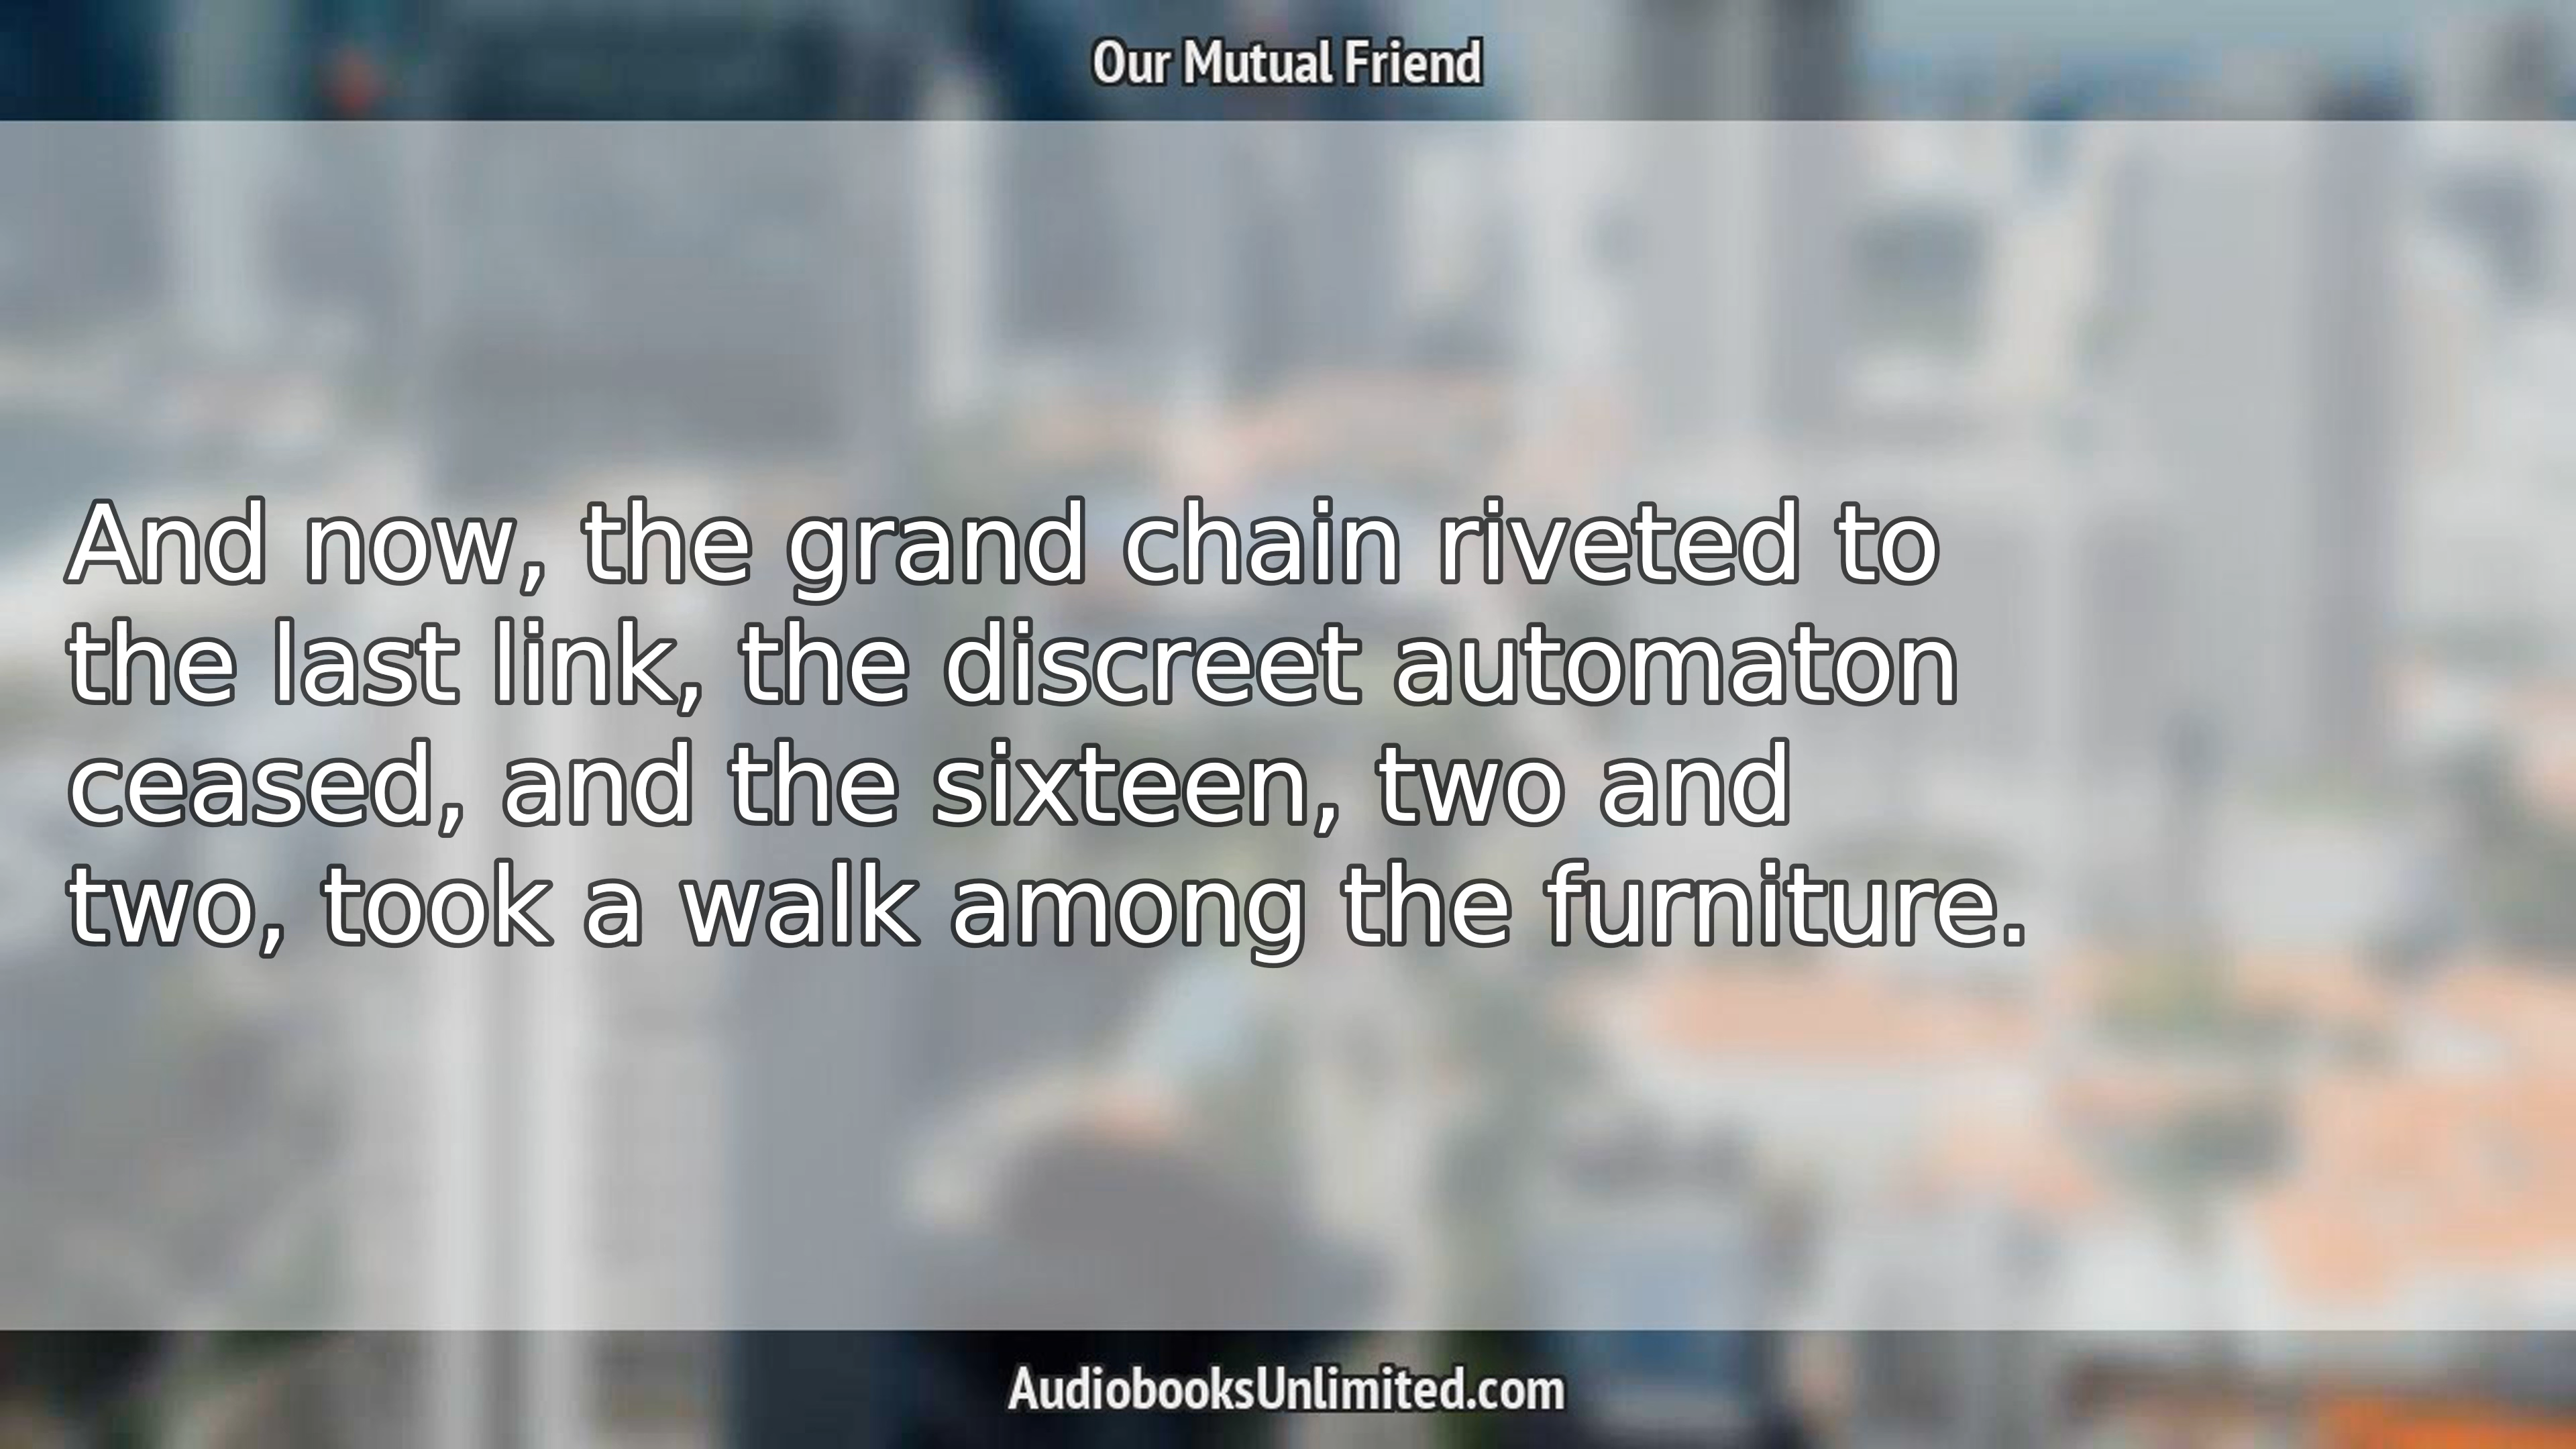 Our Mutual Friend
And now, the grand chain riveted to
the last link, the discreet automaton
ceased, and the sixteen, two and
two, took a walk among the furniture.
AudiobooksUnlimited.com